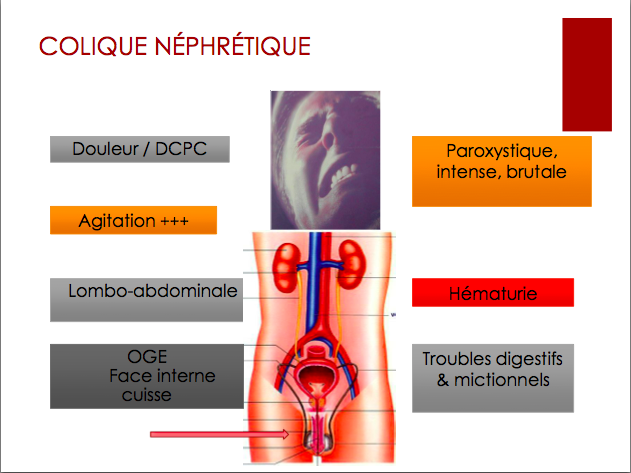 COLIQUE NÉPHRÉTIQUE
Douleur / DCPC
Paroxystique,
intense, brutale
Agitation +++
Lombo-abdominale
Hématurie
OGE
Face interne
cuisse
Troubles digestifs
& mictionnels